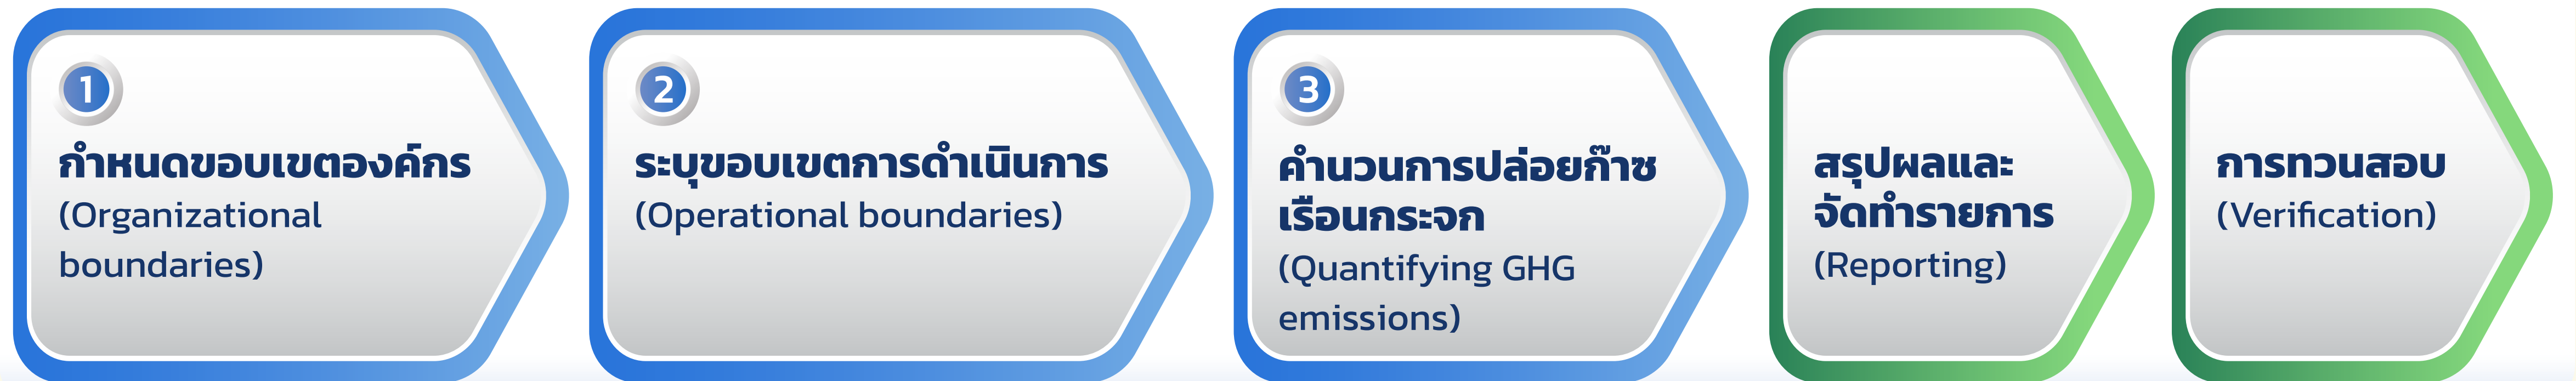 1
กำหนดขอบเขตองค์กร
(Organizational
boundaries)
2
ระบุขอบเขตการดำเนินการ
(Operational boundaries)
3
คำนวนการปล่อยก๊าซ
เรือนกระจก
(Quantifying GHG
emissions)
สรุปผลและ
จัดทำรายการ
(Reporting)
การทวนสอบ
(Verification)